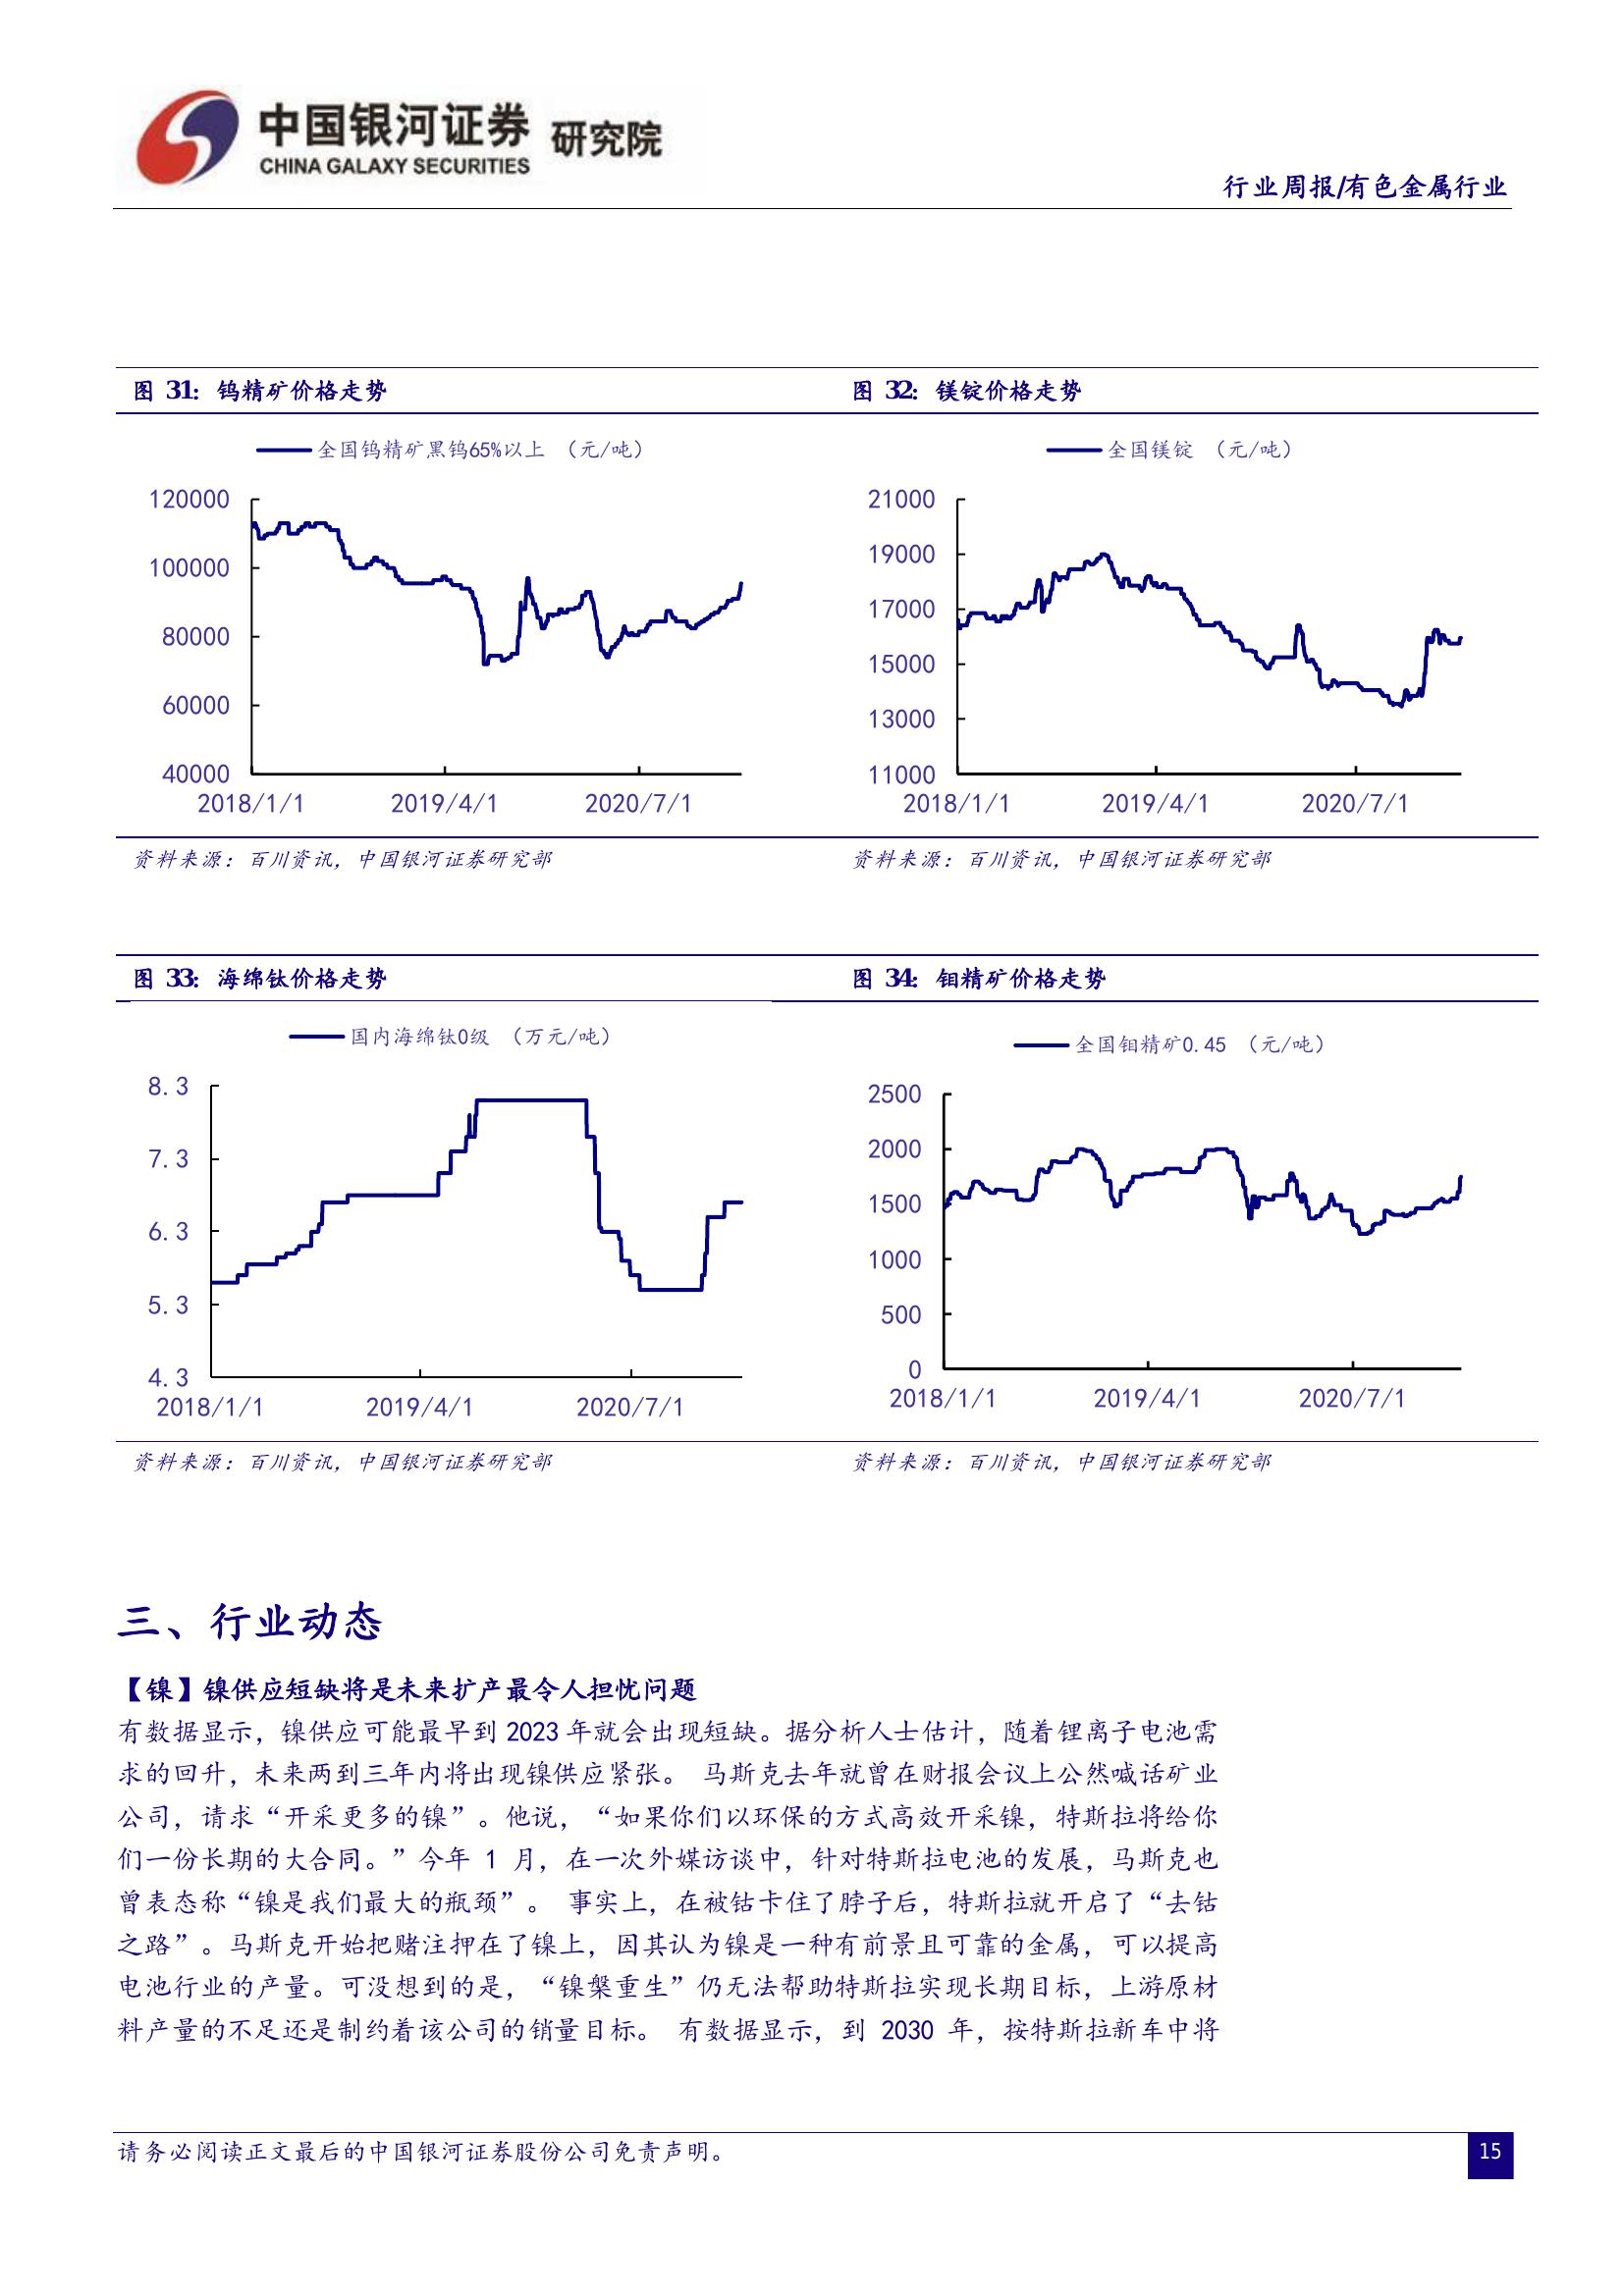 中国银河证券 研究院
CHINA GALAXY SECURITIES
行业周报/有色金属行业
图 31: 钨精矿价格走势
图 32: 镁锭价格走势
全国钨精矿黑钨65%以上 （元/吨）
120000
100000
80000
60000
40000
2018/1/1 2019/4/1 2020/7/1
全国镁锭 （元/吨）
21000
19000
17000
15000
13000
11000
2018/1/1 2019/4/1 2020/7/1
资料来源：百川资讯，中国银河证券研究部
资料来源：百川资讯，中国银河证券研究部
图 33: 海绵钛价格走势
图 34: 钼精矿价格走势
国内海绵钛0级 （万元/吨）
8.3
7.3
6.3
5.3
4.3
2018/1/1 2019/4/1 2020/7/1
全国钼精矿0.45 （元/吨）
2500
2000
1500
1000
500
0
2018/1/1 2019/4/1 2020/7/1
资料来源：百川资讯，中国银河证券研究部
资料来源：百川资讯，中国银河证券研究部
三、行业动态
【镍】镍供应短缺将是未来扩产最令人担忧问题
有数据显示，镍供应可能最早到 2023 年就会出现短缺。据分析人士估计，随着锂离子电池需
求的回升，未来两到三年内将出现镍供应紧张。 马斯克去年就曾在财报会议上公然喊话矿业
公司，请求“开采更多的镍”。他说，“如果你们以环保的方式高效开采镍，特斯拉将给你
们一份长期的大合同。”今年 1 月，在一次外媒访谈中，针对特斯拉电池的发展，马斯克也
曾表态称“镍是我们最大的瓶颈”。 事实上，在被钴卡住了脖子后，特斯拉就开启了“去钴
之路”。马斯克开始把赌注押在了镍上，因其认为镍是一种有前景且可靠的金属，可以提高
电池行业的产量。可没想到的是，“镍槃重生”仍无法帮助特斯拉实现长期目标，上游原材
料产量的不足还是制约着该公司的销量目标。 有数据显示，到 2030 年，按特斯拉新车中将
请务必阅读正文最后的中国银河证券股份公司免责声明。
15